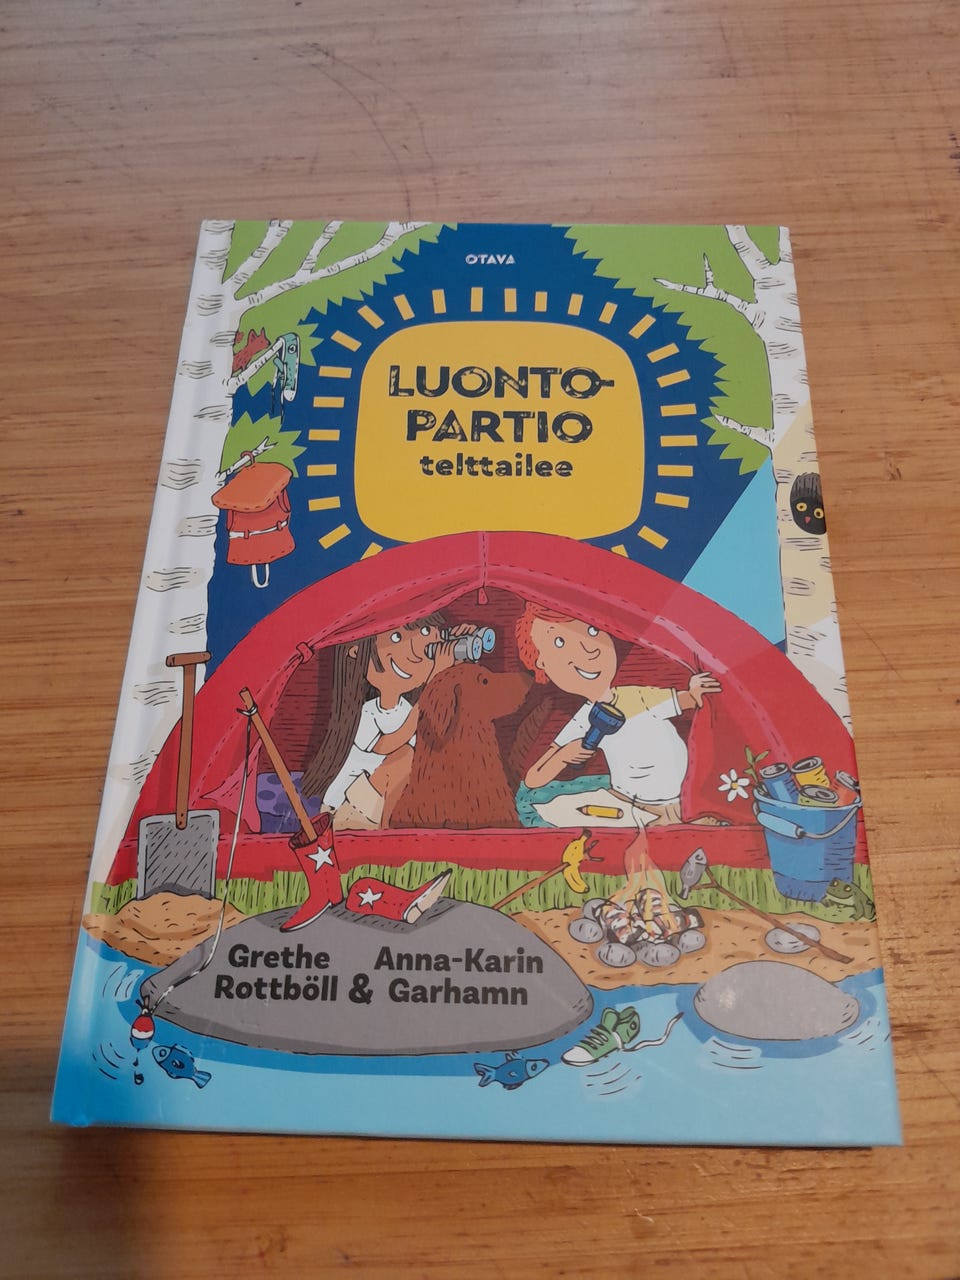 OTAVA
LUONTO-
PARTIO
telttailee
Grethe Anna-Karin
Rottböll & Garhamn